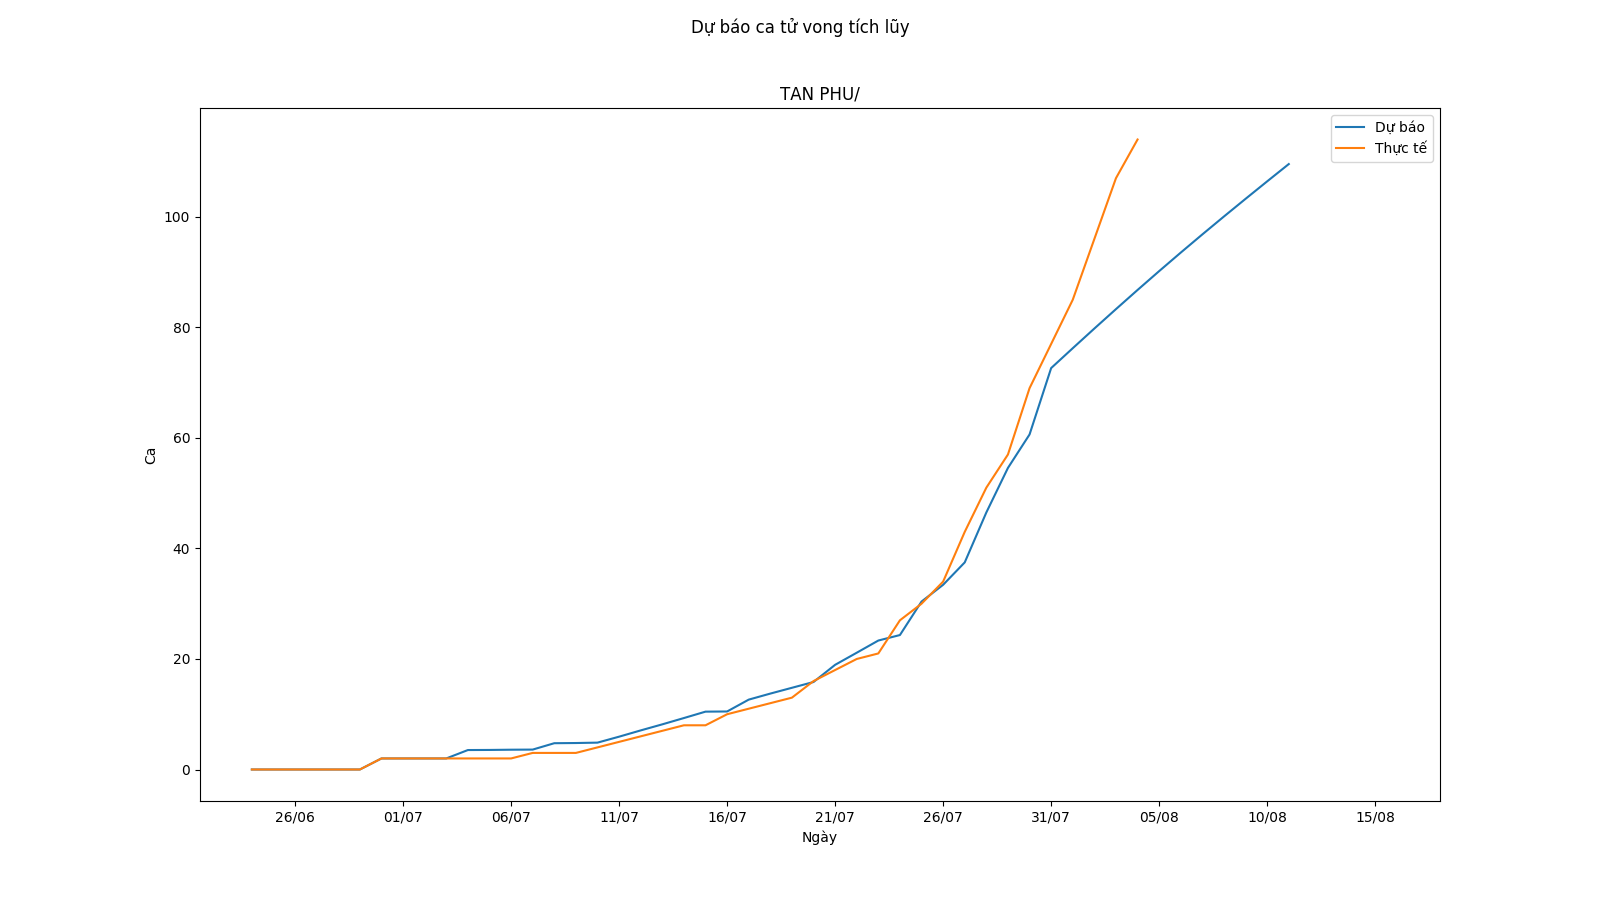 Dự báo ca tử vong tích lũy
TAN PHU/
Dự báo
Thực tế
100
80
60
40
20
0
Ca
26/06 01/07 06/07 11/07 16/07 21/07 26/07 31/07 05/08 10/08 15/08
Ngày